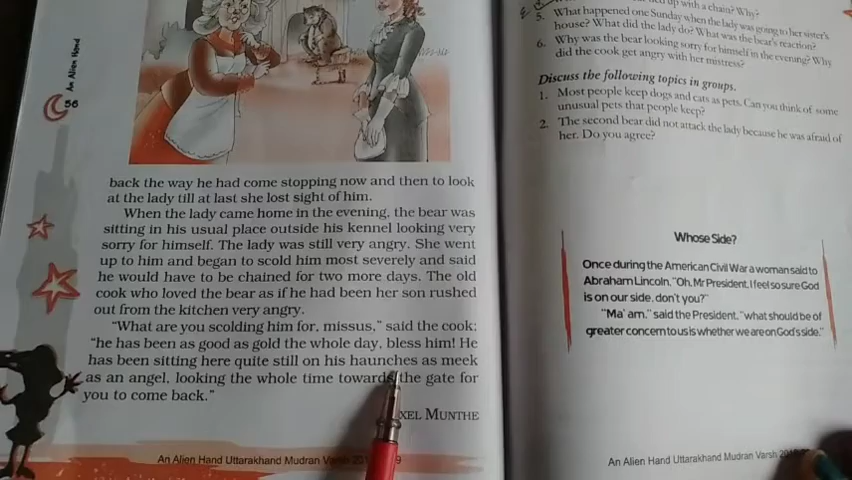 An Alien Hand
56
back the way he had come stopping now and then to look
at the lady till at last she lost sight of him.
When the lady came home in the evening, the bear was
sitting in his usual place outside his kennel looking very
sorry for himself. The lady was still very angry. She went
up to him and began to scold him most severely and said
he would have to be chained for two more days. The old
cook who loved the bear as if he had been her son rushed
out from the kitchen very angry.
“What are you scolding him for, missus,” said the cook;
“he has been as good as gold the whole day, bless him! He
has been sitting here quite still on his haunches as meek
as an angel, looking the whole time towards the gate for
you to come back.”
XEL MUNTHE
An Alien Hand Uttarakhand Mudran Varsh
up with a chain? Why?
5. What happened one Sunday when the lady was going to her sister's
house? What did the lady do? What was the bear's reaction?
6. Why was the bear looking sorry for himself in the evening? Why
did the cook get angry with her mistress?
Discuss the following topics in groups.
1. Most people keep dogs and cats as pets. Can you think of some
unusual pets that people keep?
2. The second bear did not attack the lady because he was afraid of
her. Do you agree?
Whose Side?
Once during the American Civil War a woman said to
Abraham Lincoln, “Oh, Mr President, I feel so sure God
is on our side, don't you?”
“Ma'am,” said the President, “what should be of
greater concern to us is whether we are on God's side.”
An Alien Hand Uttarakhand Mudran Varsh